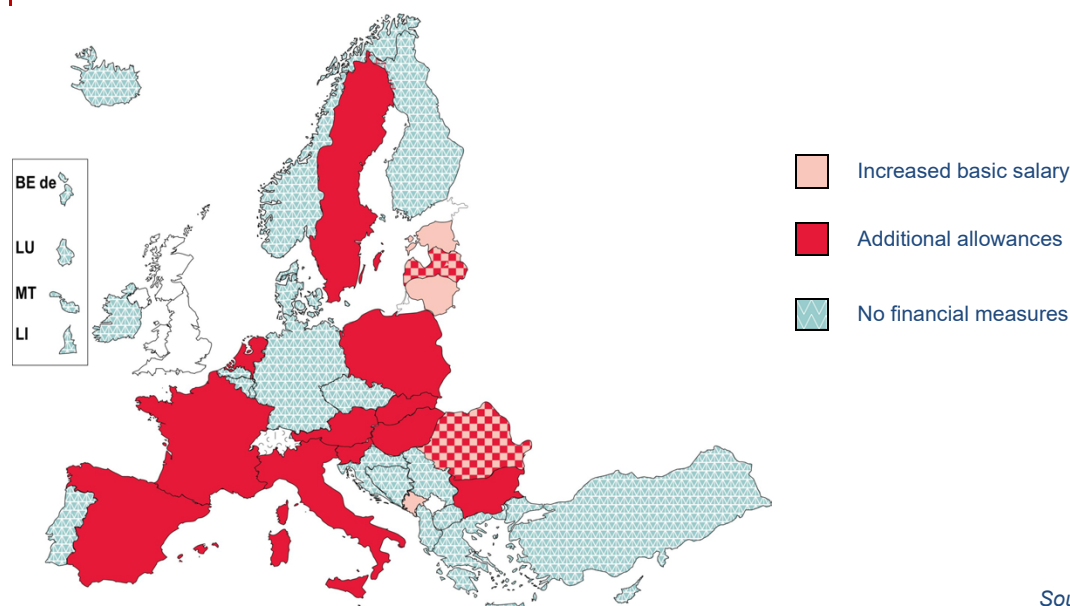 BE de
LU
MT
LI
Increased basic salary
Additional allowances
No financial measures